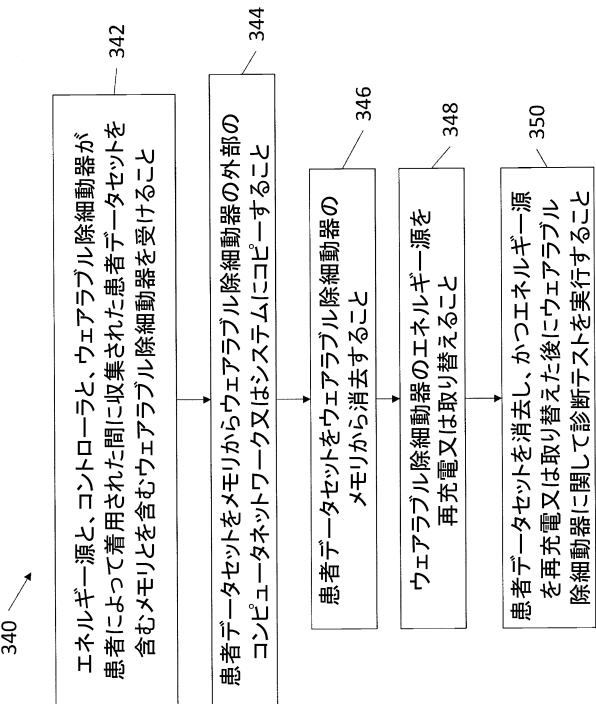 340
342
エネルギー源と、コントローラと、ウェアラブル除細動器が
患者によって着用された間に収集された患者データセットを
含むメモリとを含むウェアラブル除細動器を受けること
344
患者データセットをメモリからウェアラブル除細動器の外部の
コンピュータネットワーク又はシステムにコピーすること
346
患者データセットをウェアラブル除細動器の
メモリから消去すること
348
ウェアラブル除細動器のエネルギー源を
再充電又は取り替えること
350
患者データセットを消去し、かつエネルギー源
を再充電又は取り替えた後にウェアラブル
除細動器に関して診断テストを実行すること